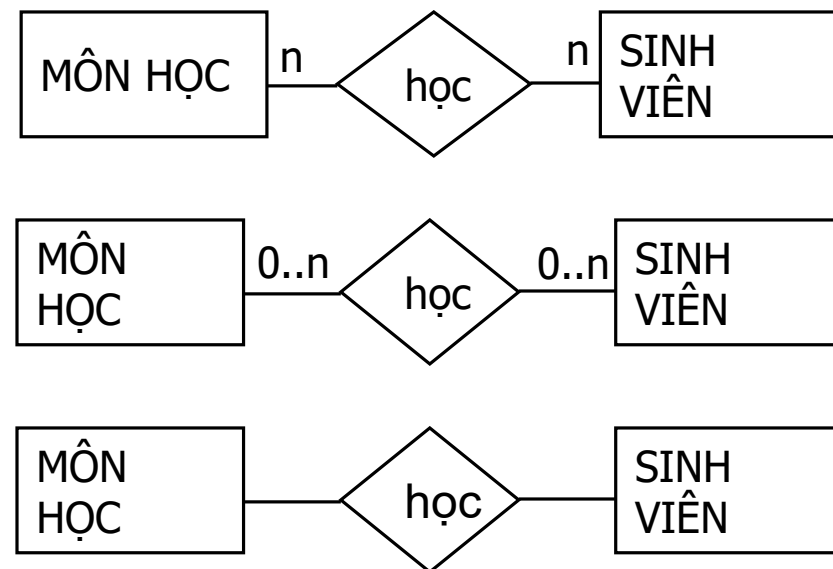 MÔN HỌC n học n SINH
VIÊN
MÔN
HỌC
0..n học 0..n SINH
VIÊN
MÔN
HỌC
học
SINH
VIÊN